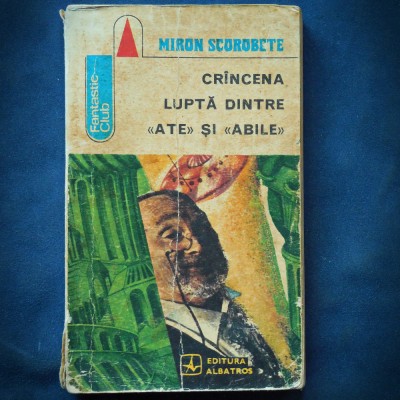 MIRON SCOROBETE
Fantastic
Club
CRÎNCENA
LUPTĂ DINTRE
«ATE» ȘI «ABILE»
EDITURA
ALBATROS